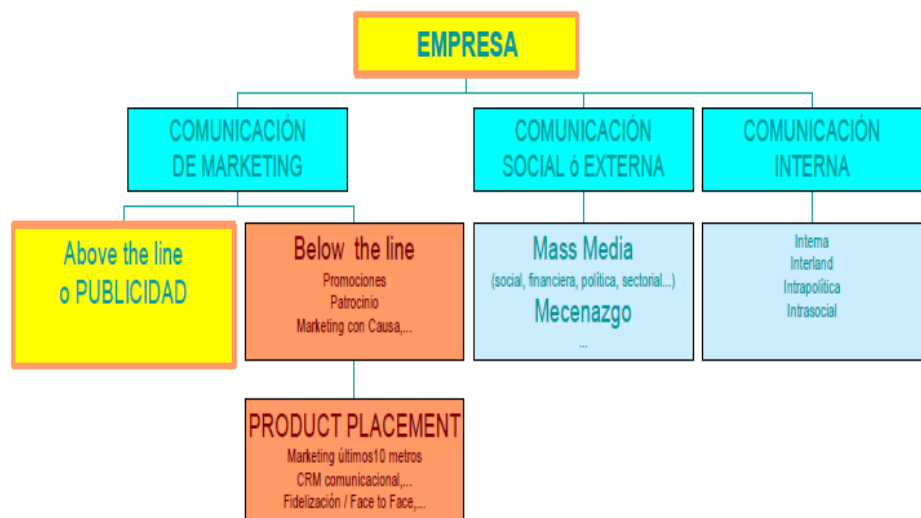 EMPRESA
COMUNICACIÓN
DE MARKETING
COMUNICACIÓN
SOCIAL ó EXTERNA
COMUNICACIÓN
INTERNA
Above the line
o PUBLICIDAD
Below the line
Promociones
Patrocinio
Marketing con Causa,...
Mass Media
(social, financiera, política, sectorial...)
Mecenazgo
...
Interna
Interland
Intrapolítica
Intrasocial
PRODUCT PLACEMENT
Marketing últimos10 metros
CRM comunicacional,...
Fidelización / Face to Face,...